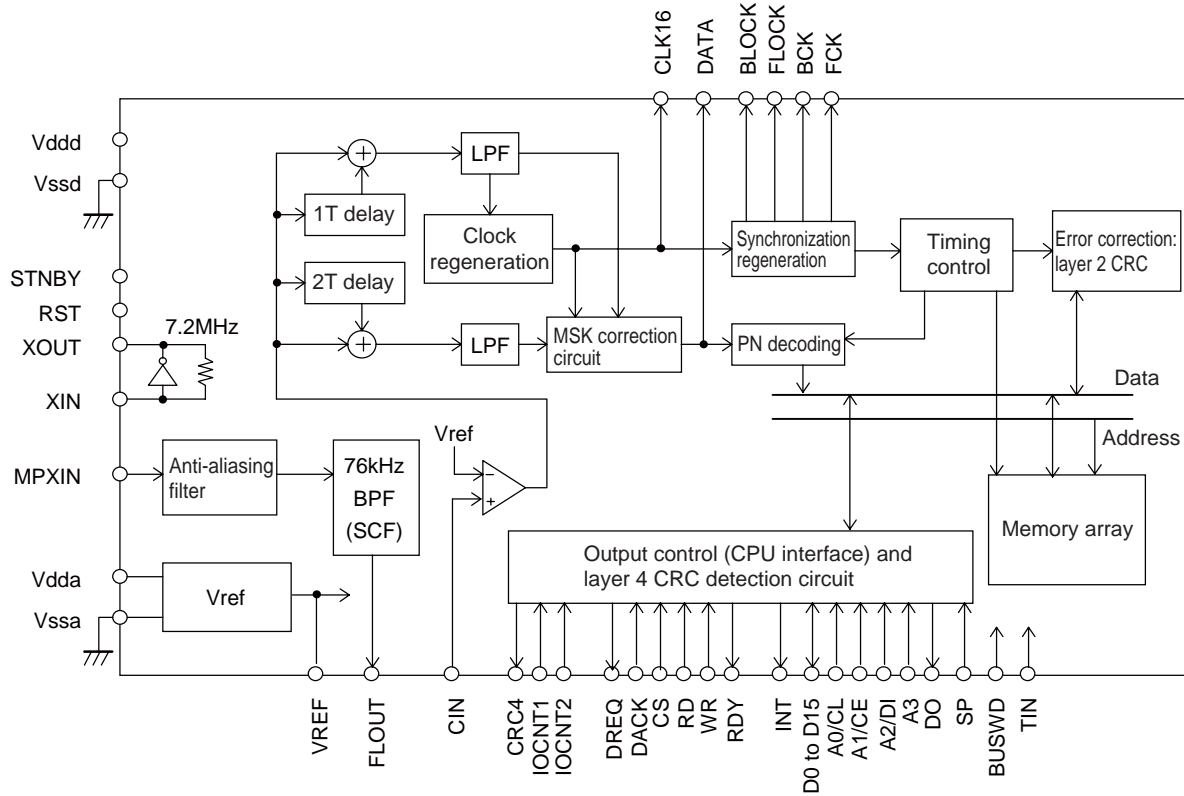 CLK16
DATA
BLOCK
FLOCK
BCK
FCK
Vddd
Vssd
STNBY
RST
XOUT
XIN
MPXIN
Vdda
Vssa
7.2MHz
1T delay
2T delay
LPF
Clock
regeneration
LPF
MSK correction
circuit
Synchronization
regeneration
PN decoding
Timing
control
Error correction:
layer 2 CRC
Data
Address
Memory array
Anti-aliasing
filter
76kHz
BPF
(SCF)
Vref
−
+
Vref
Output control (CPU interface) and
layer 4 CRC detection circuit
+
+
VREF
FLOUT
CIN
CRC4
IOCNT1
IOCNT2
DREQ
DACK
CS
RD
WR
RDY
INT
D0 to D15
A0/CL
A1/CE
A2/DI
A3
DO
SP
BUSWD
TIN